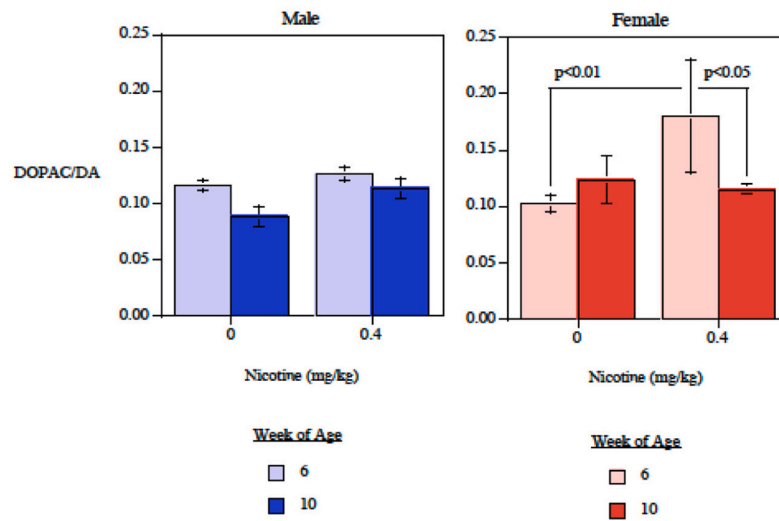 Male
Female
0.25
0.20
0.15
0.10
0.05
0.00
DOPAC/DA
0
0.4
Nicotine (mg/kg)
0.25
0.20
0.15
0.10
0.05
0.00
p<0.01
p<0.05
0
0.4
Nicotine (mg/kg)
Week of Age
6
10
Week of Age
6
10